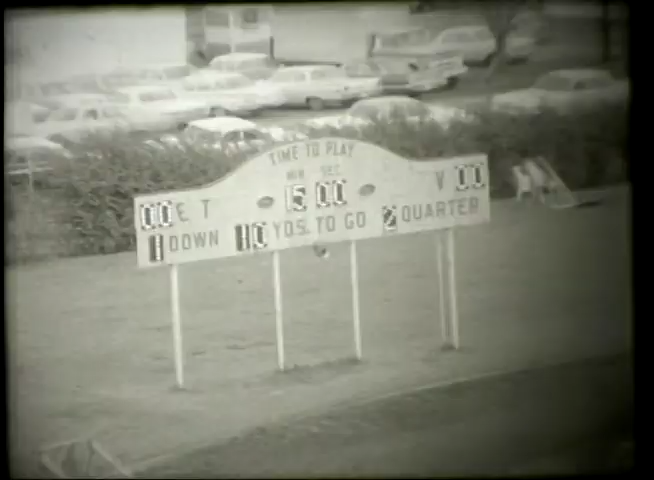 TIME TO PLAY
MIN. SEC.
00 E T 15 00 V 00
1 DOWN 10 YDS. TO GO 2 QUARTER